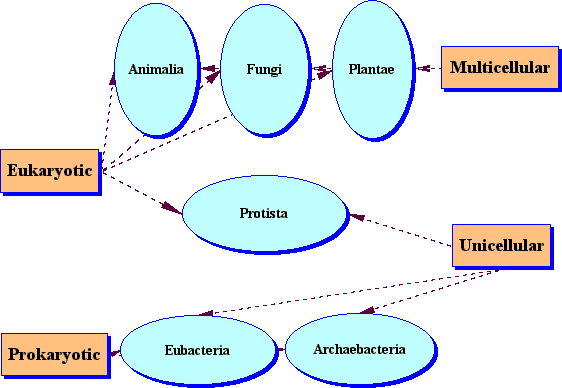 Animalia
Fungi
Plantae
Multicellular
Eukaryotic
Protista
Unicellular
Prokaryotic
Eubacteria
Archaebacteria